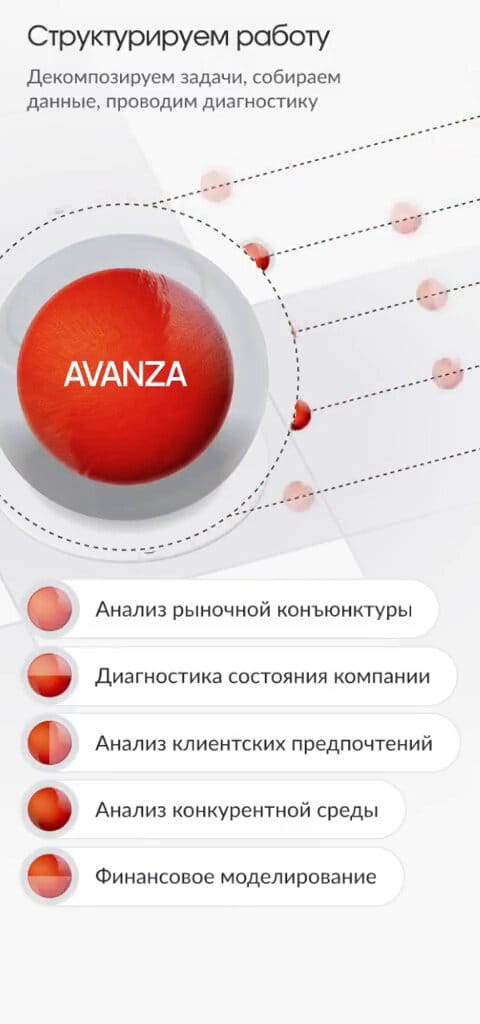 Структурируем работу
Декомпозируем задачи, собираем
данные, проводим диагностику
AVANZA
Анализ рыночной конъюнктуры
Диагностика состояния компании
Анализ клиентских предпочтений
Анализ конкурентной среды
Финансовое моделирование